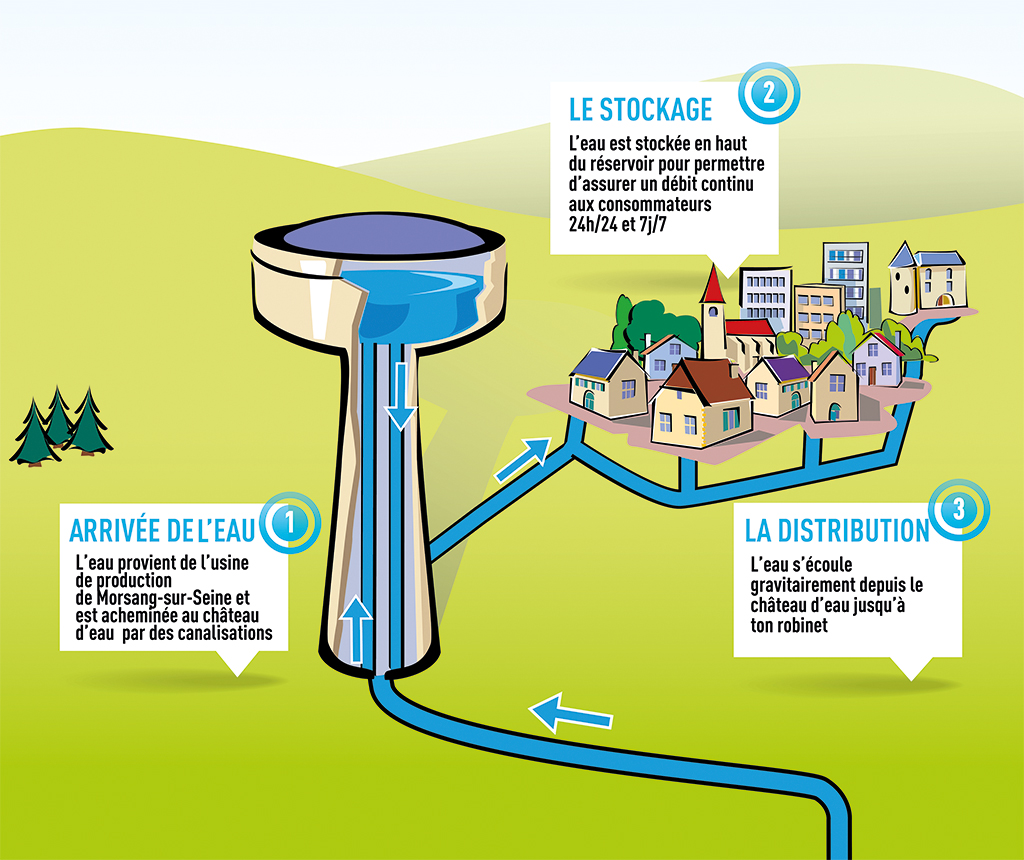 2
LE STOCKAGE
L'eau est stockée en haut
du réservoir pour permettre
d'assurer un débit continu
aux consommateurs
24h/24 et 7j/7
1
ARRIVÉE DE L'EAU
L'eau provient de l'usine
de production
de Morsang-sur-Seine et
est acheminée au château
d'eau par des canalisations
3
LA DISTRIBUTION
L'eau s'écoule
gravitairement depuis le
château d'eau jusqu'à
ton robinet